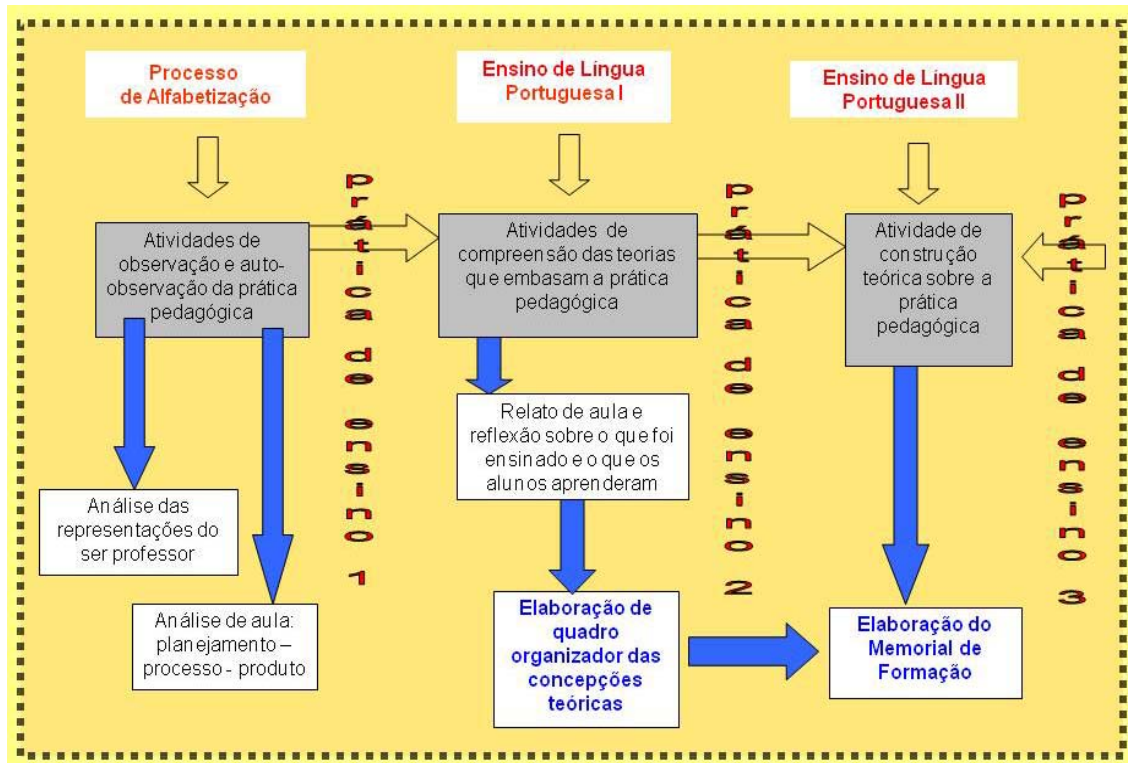 Processo
de Alfabetização
Ensino de Língua
Portuguesa I
Ensino de Língua
Portuguesa II
Atividades de
observação e auto-
observação da prática
pedagógica
prática de ensino 1
Atividades de
compreensão das teorias
que embasam a prática
pedagógica
prática de ensino 2
Atividade de
construção
teórica sobre a
prática
pedagógica
prática de ensino 3
Análise das
representações do
ser professor
Análise de aula:
planejamento –
processo - produto
Relato de aula e
reflexão sobre o que foi
ensinado e o que os
alunos aprenderam
Elaboração de
quadro
organizador das
concepções
teóricas
Elaboração do
Memorial de
Formação